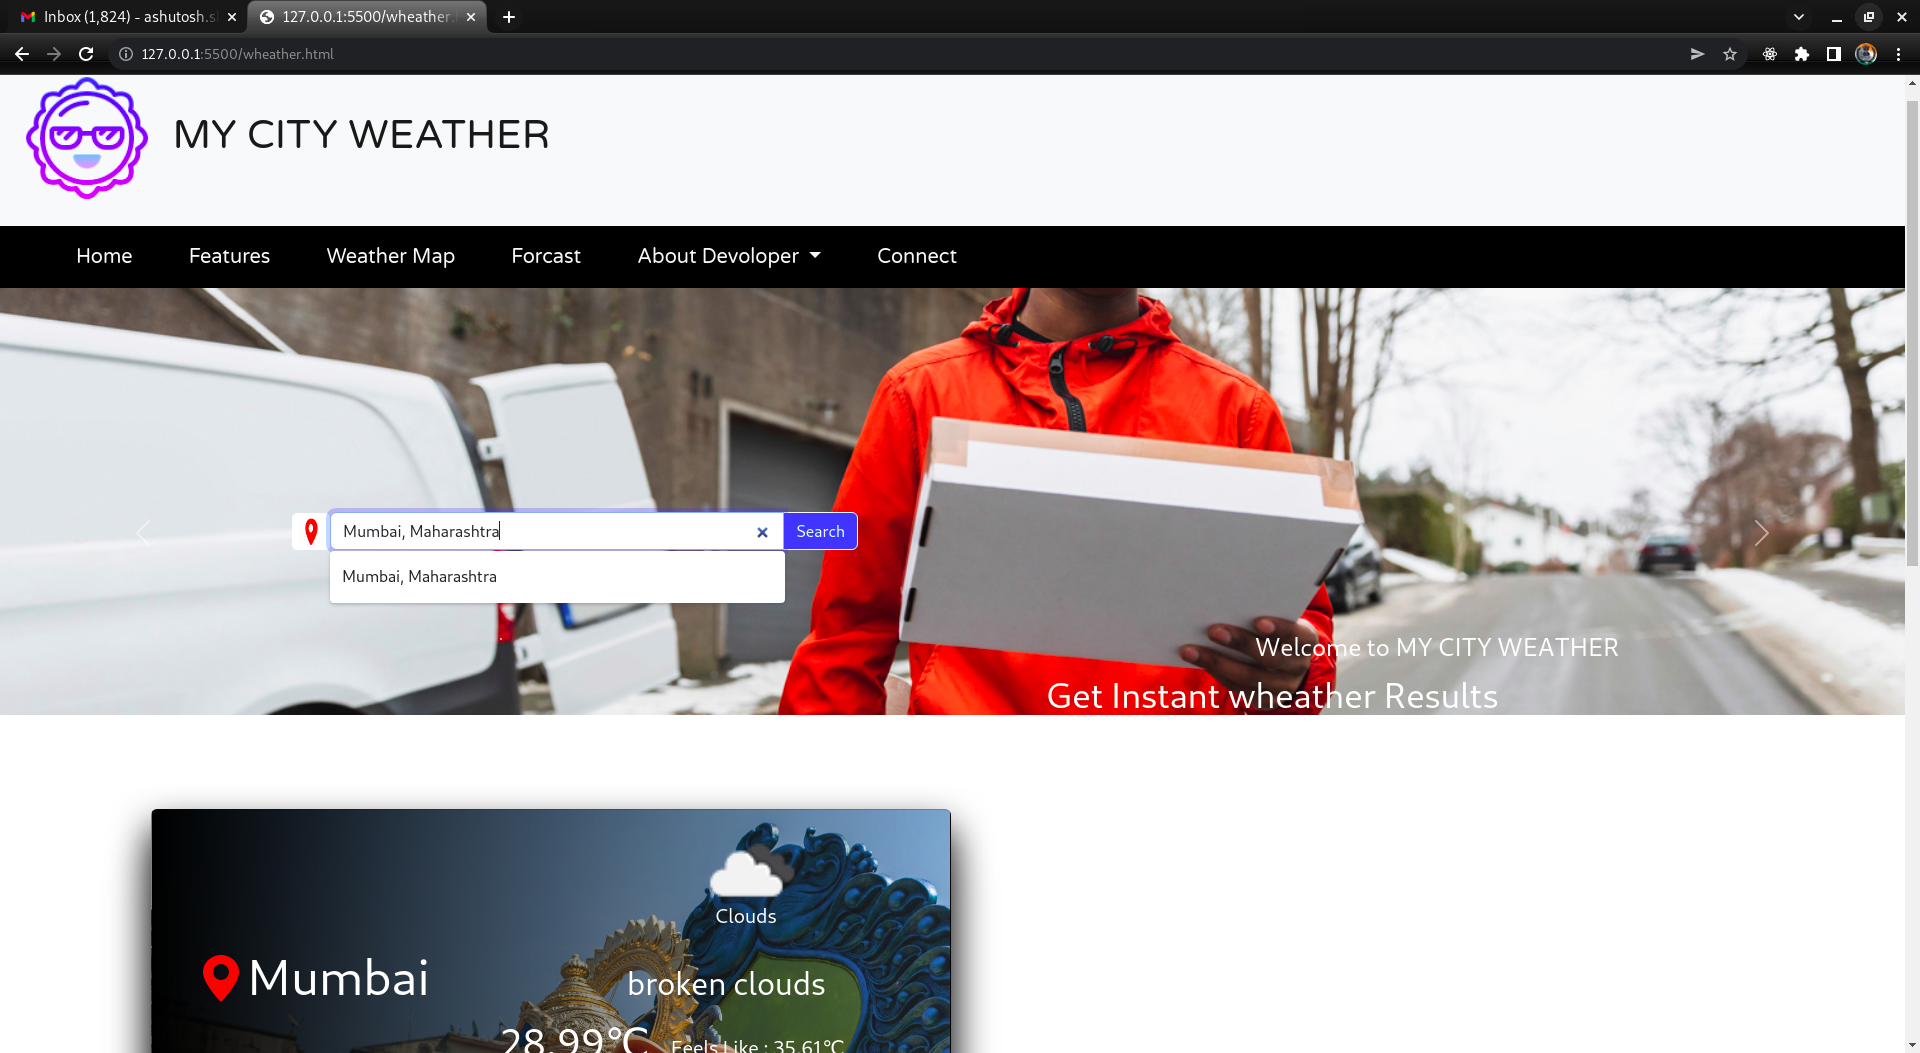 Inbox (1,824) - ashutosh.s
127.0.0.1:5500/wheather.
127.0.0.1:5500/wheather.html
MY CITY WEATHER
Home Features Weather Map Forcast About Devoloper Connect
Mumbai, Maharashtra Search
Mumbai, Maharashtra
Welcome to MY CITY WEATHER
Get Instant wheather Results
Clouds
Mumbai
broken clouds
28.99°C Feels Like : 35.61°C